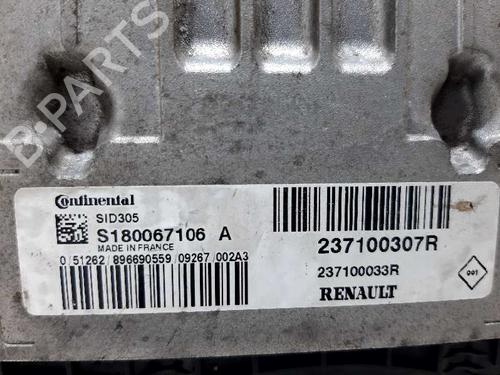 B-PARTS
Continental
SID305
S180067106 A
MADE IN FRANCE
0 51262 / 896690559 / 09267 / 002A3
237100307R
237100033R
RENAULT